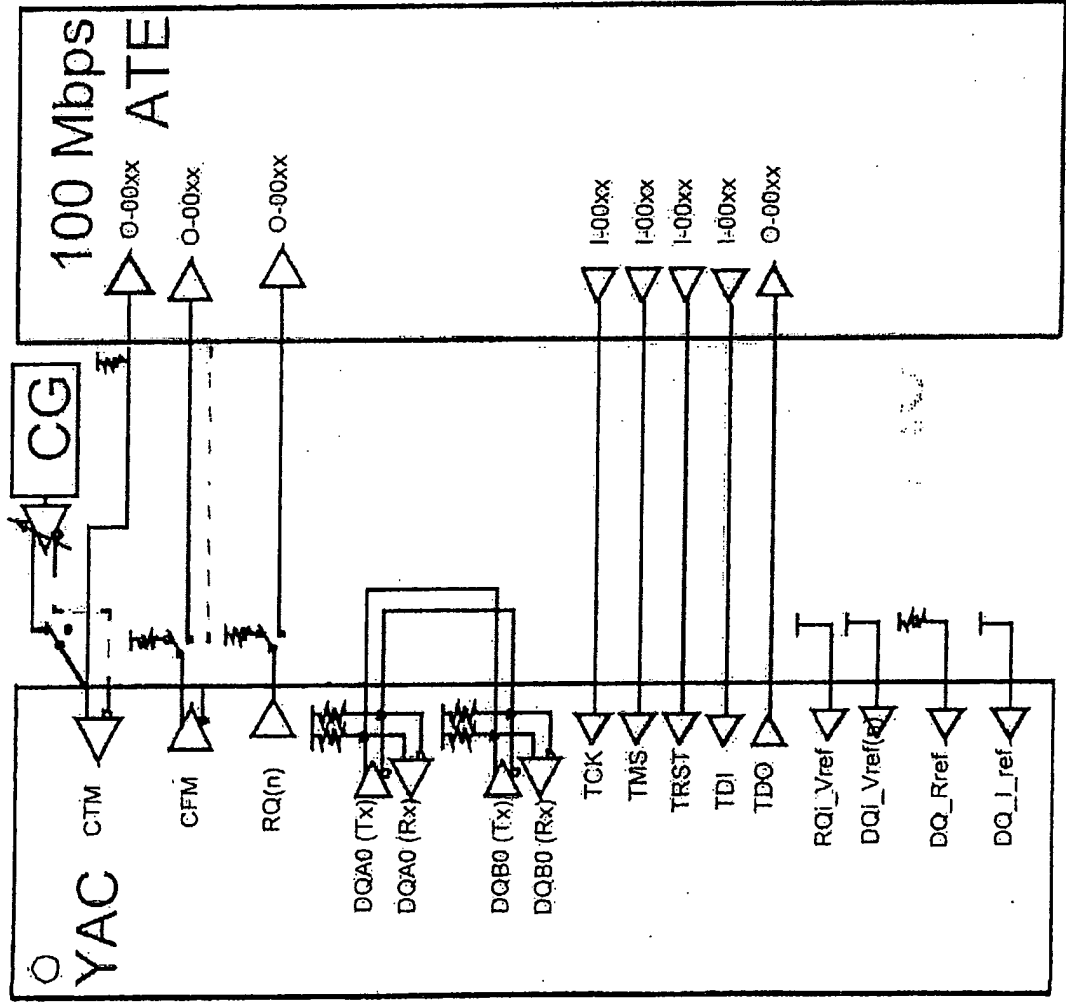 100 Mbps
ATE
O-00xx
O-00xx
O-00xx
I-00xx
I-00xx
I-00xx
I-00xx
O-00xx
CG
YAC
CTM
CFM
RQ(n)
DQA0 (Tx)
DQA0 (Rx)
DQB0 (Tx)
DQB0 (Rx)
TCK
TMS
TRST
TDI
TDO
RQi_Vref
DQ_Rref
DQ_I_ref